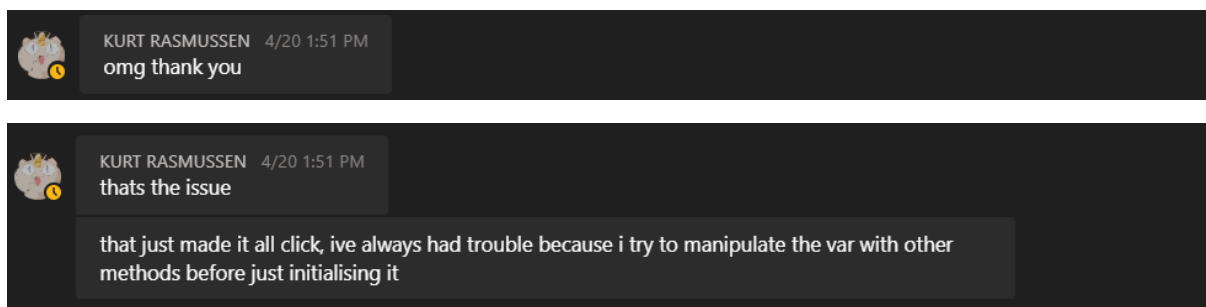 KURT RASMUSSEN 4/20 1:51 PM
omg thank you
KURT RASMUSSEN 4/20 1:51 PM
thats the issue
that just made it all click, ive always had trouble because i try to manipulate the var with other
methods before just initialising it